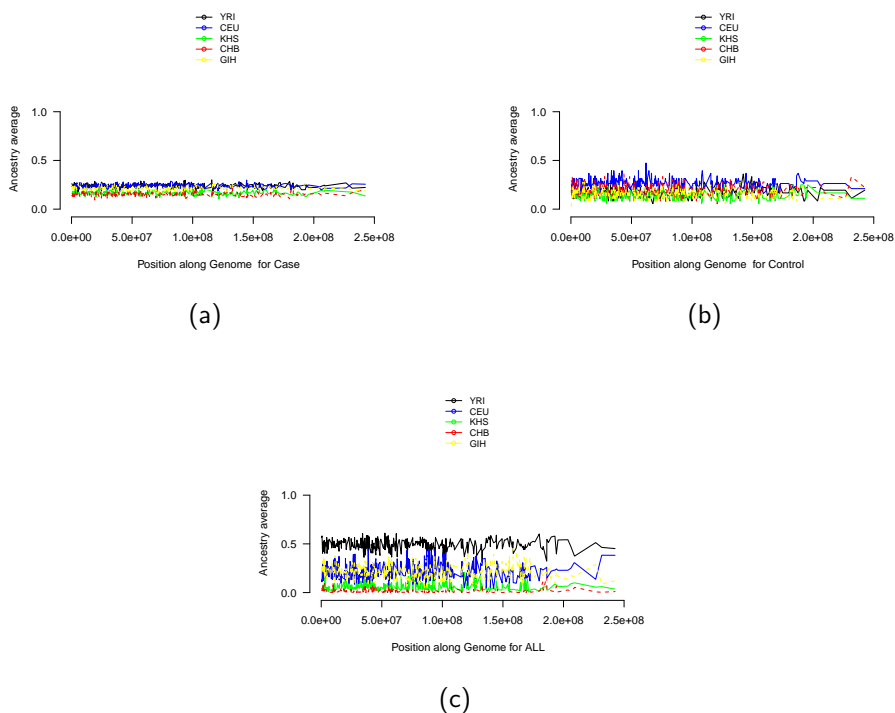 YRI
CEU
KHS
CHB
GIH
Ancestry average
1.0
0.5
0.0
0.0e+00 5.0e+07 1.0e+08 1.5e+08 2.0e+08 2.5e+08
Position along Genome for Case
(a)
YRI
CEU
KHS
CHB
GIH
Ancestry average
1.0
0.5
0.0
0.0e+00 5.0e+07 1.0e+08 1.5e+08 2.0e+08 2.5e+08
Position along Genome for Control
(b)
YRI
CEU
KHS
CHB
GIH
Ancestry average
1.0
0.5
0.0
0.0e+00 5.0e+07 1.0e+08 1.5e+08 2.0e+08 2.5e+08
Position along Genome for ALL
(c)